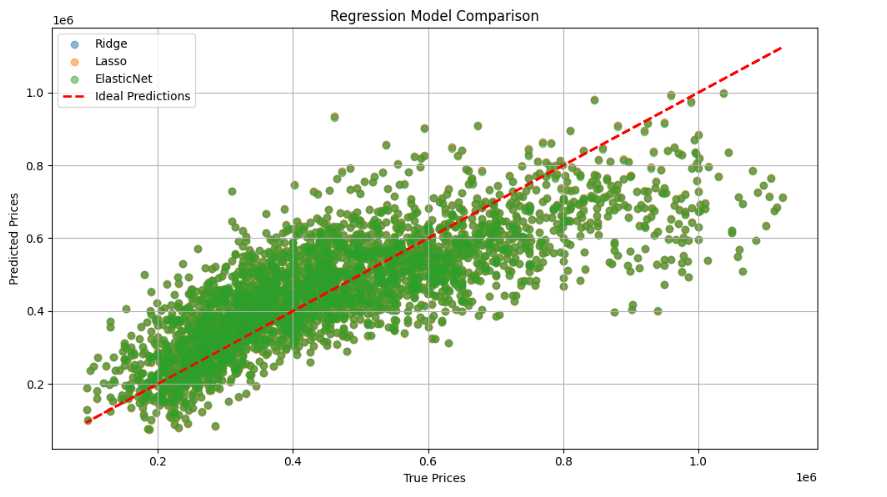 Regression Model Comparison
1e6
Ridge
Lasso
ElasticNet
Ideal Predictions
1.0
0.8
0.6
0.4
0.2
Predicted Prices
0.2 0.4 0.6 0.8 1.0
True Prices
1e6